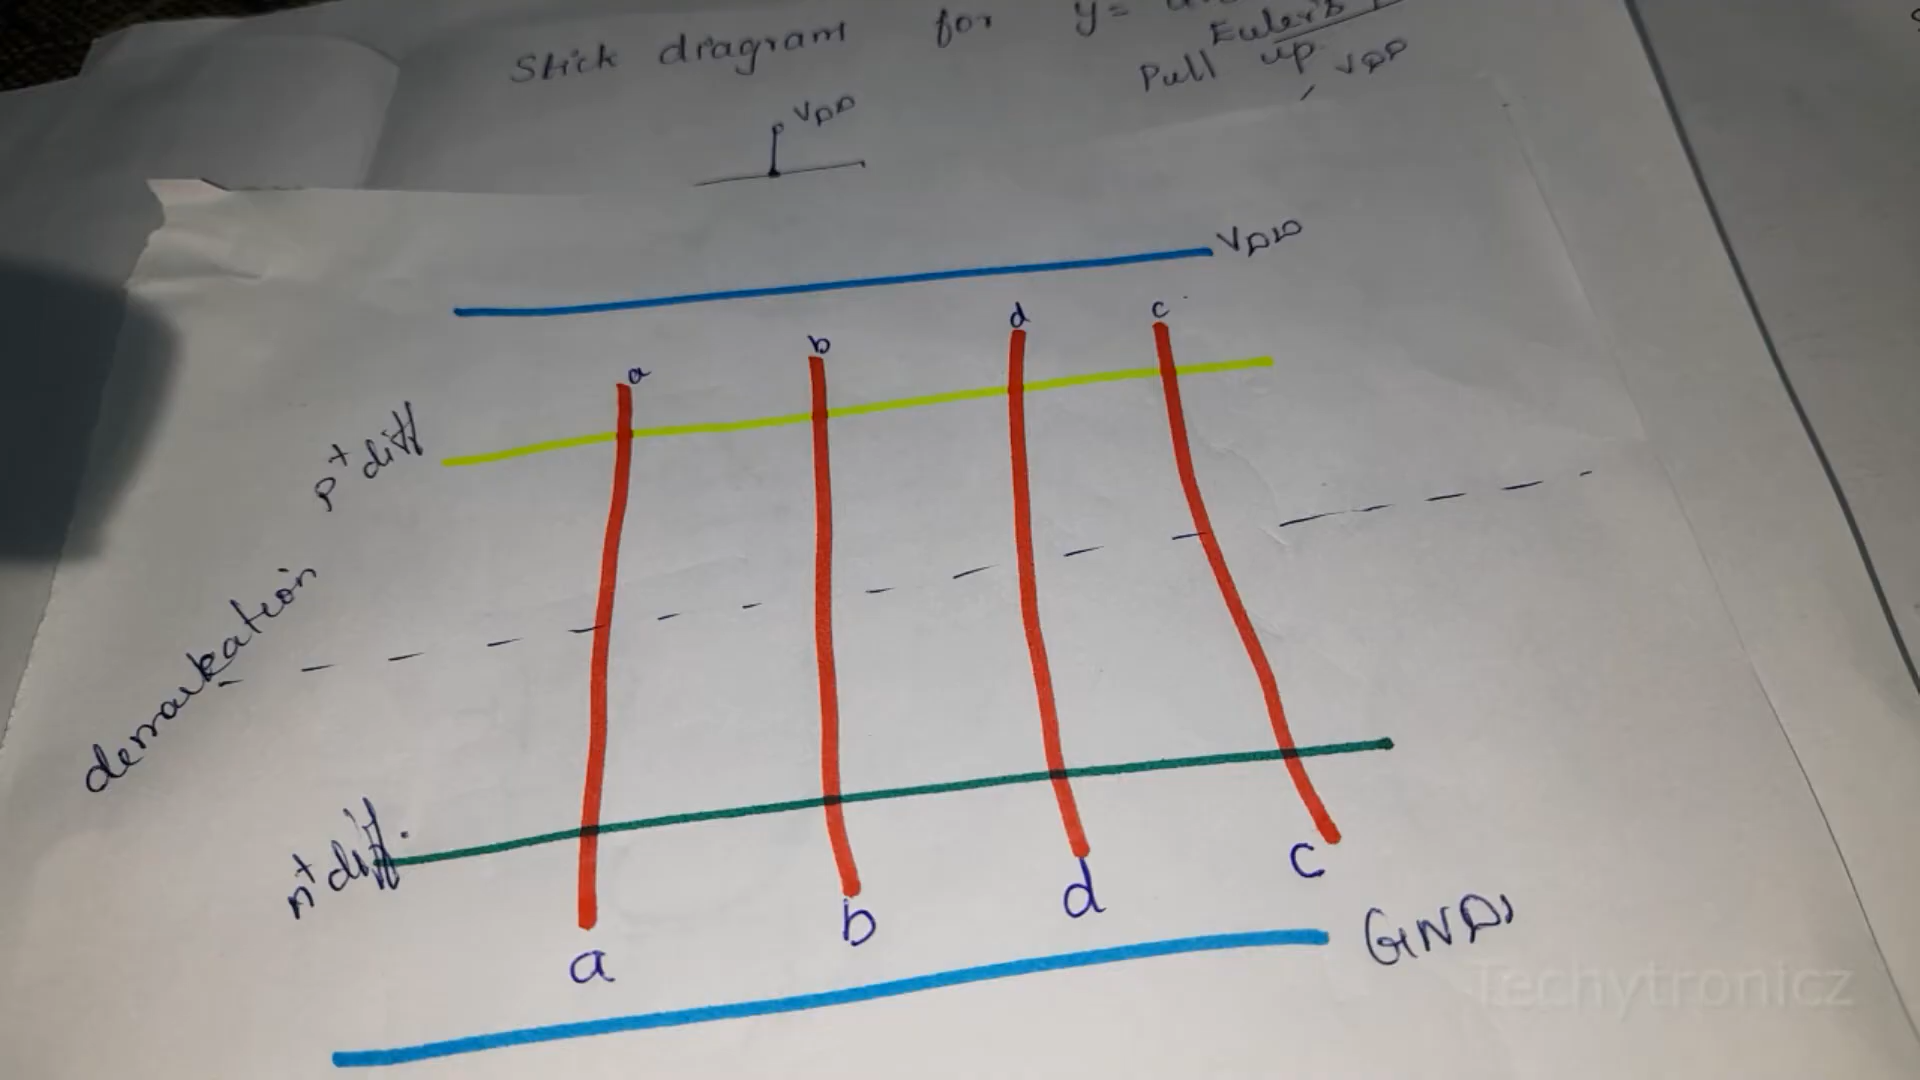 Stick diagram for y=
Euler's
Pull up
VDD
VDD
VDD
a b d c
p+ diff
demarkation
n+ diff.
a b d c
GND
Techytronicz